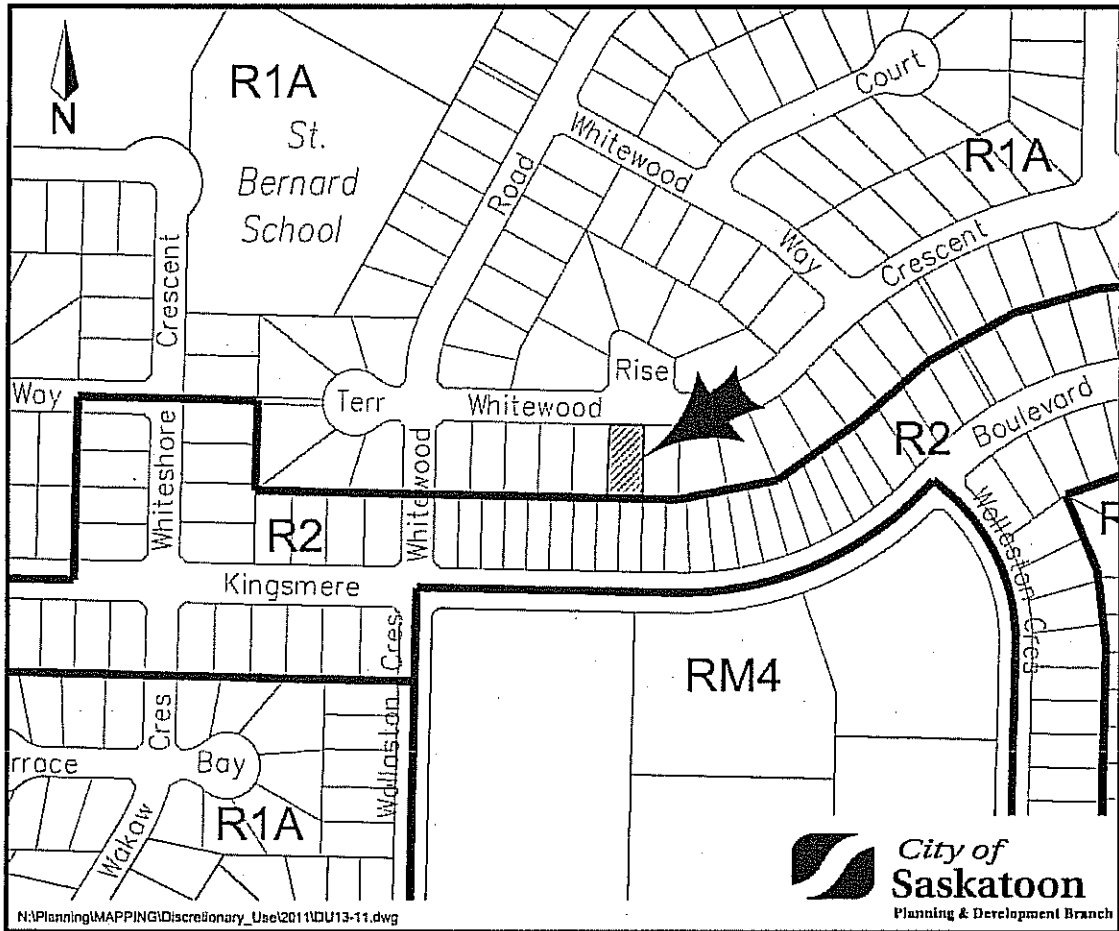 N
R1A
St.
Bernard
School
Court
Whitewood
Road
R1A
Way
Crescent
Crescent
Way
Rise
Terr
Whitewood
R2
Boulevard
Whiteshore
Whitewood
R2
Kingsmere
Wollaston Cres
R
Cres
RM4
Cres
Wollaston
rrace
Bay
R1A
Wakaw
City of
Saskatoon
Planning & Development Branch
N:\Planning\MAPPING\Discretionary_Use\2011\DU13-11.dwg